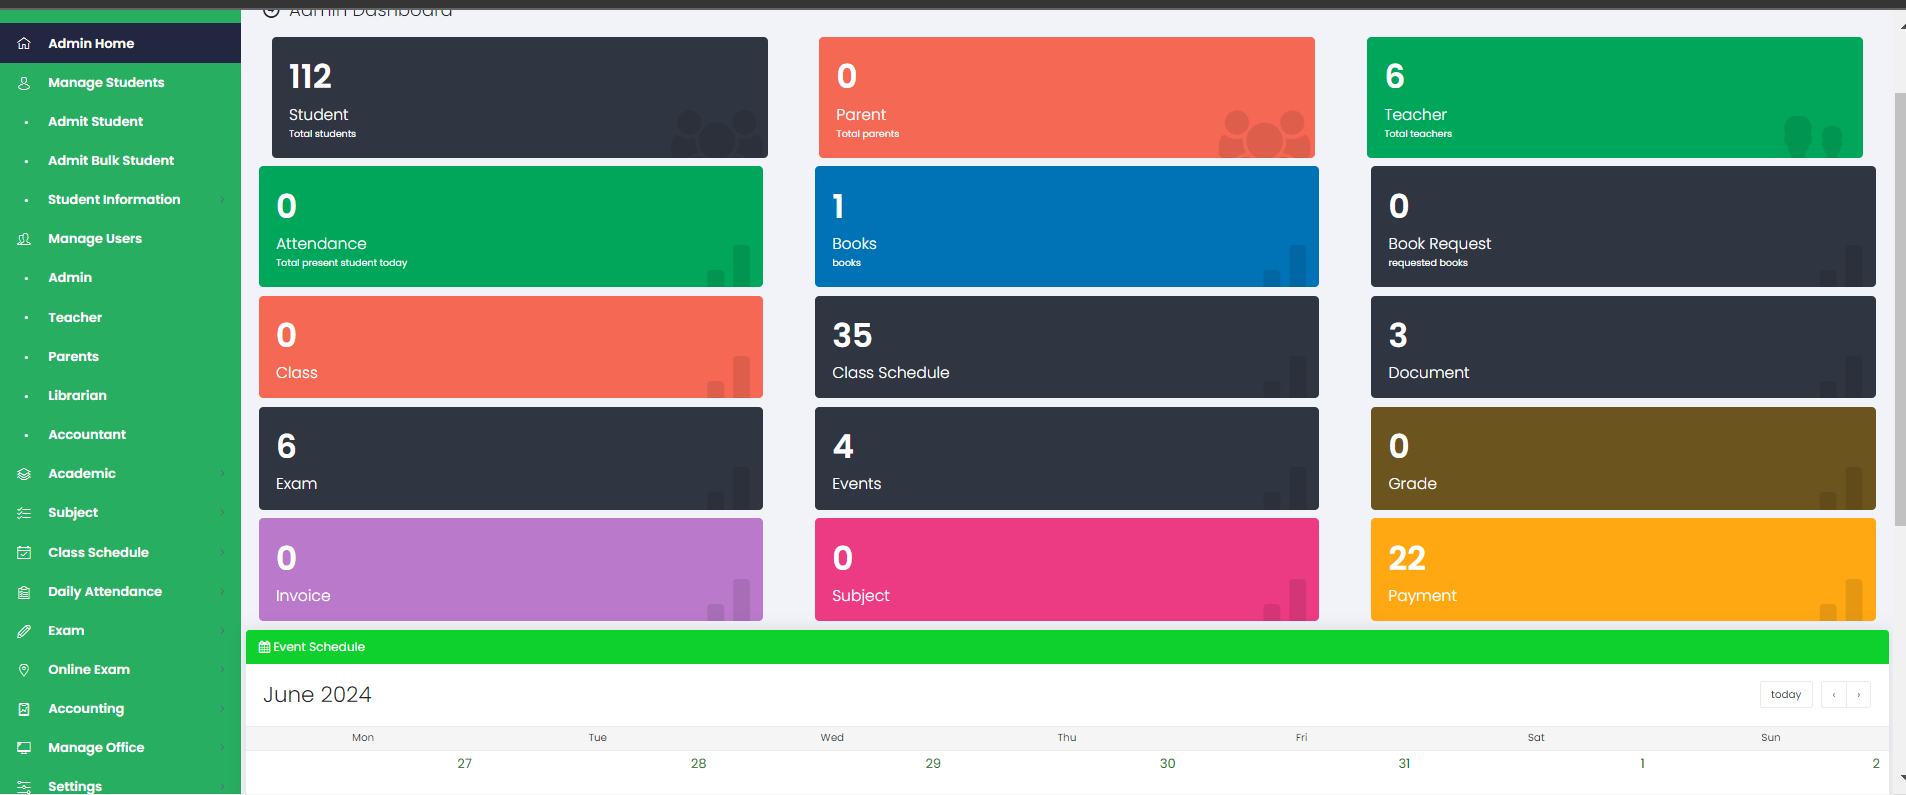 Admin Dashboard
Admin Home
Manage Students
Admit Student
Admit Bulk Student
Student Information
Manage Users
Admin
Teacher
Parents
Librarian
Accountant
Academic
Subject
Class Schedule
Daily Attendance
Exam
Online Exam
Accounting
Manage Office
Settings
112
Student
Total students
0
Parent
Total parents
6
Teacher
Total teachers
0
Attendance
Total present student today
1
Books
books
0
Book Request
requested books
0
Class
35
Class Schedule
3
Document
6
Exam
4
Events
0
Grade
0
Invoice
0
Subject
22
Payment
Event Schedule
June 2024
today
Mon Tue Wed Thu Fri Sat Sun
27 28 29 30 31 1 2